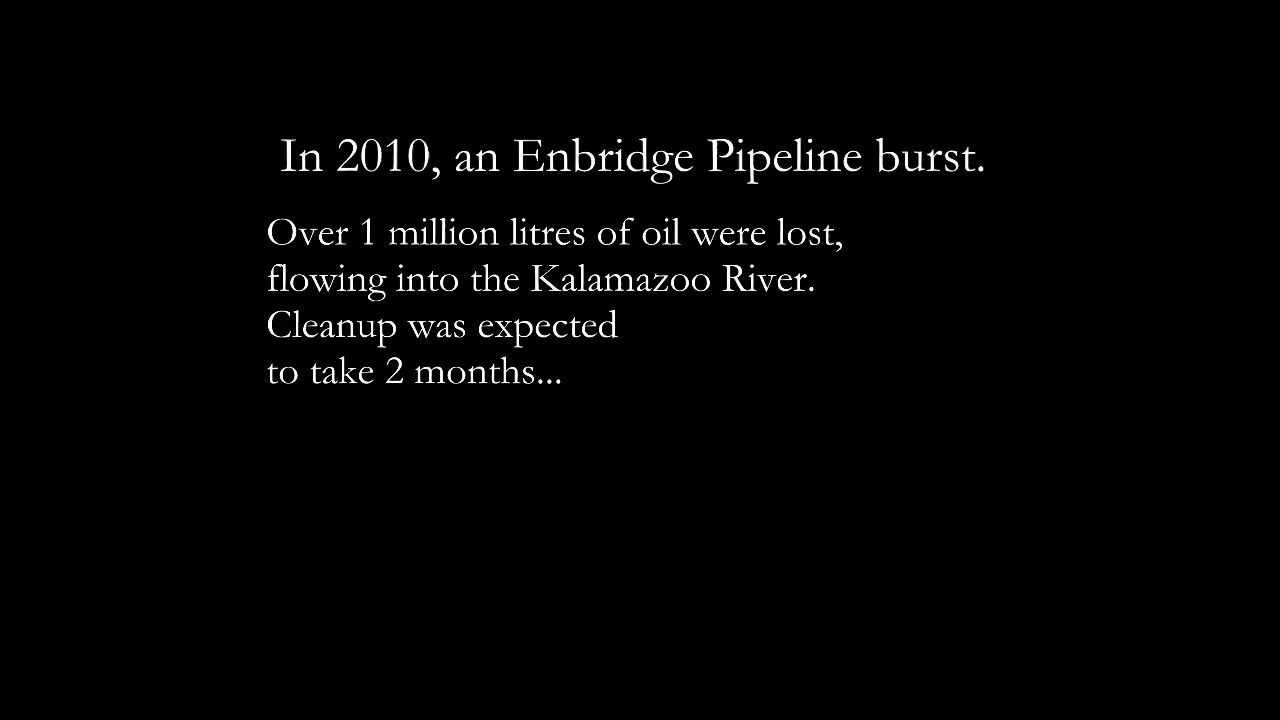 In 2010, an Enbridge Pipeline burst.
Over 1 million litres of oil were lost,
flowing into the Kalamazoo River.
Cleanup was expected
to take 2 months...